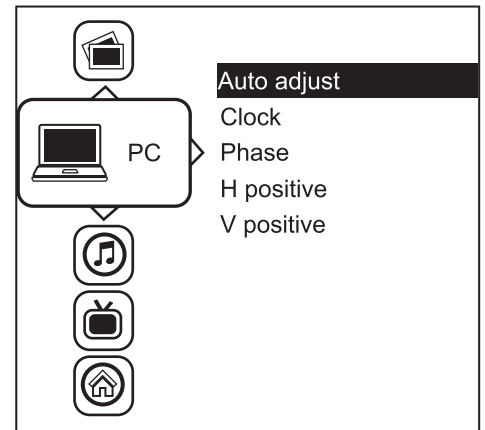 Auto adjust
Clock
PC
Phase
H positive
V positive